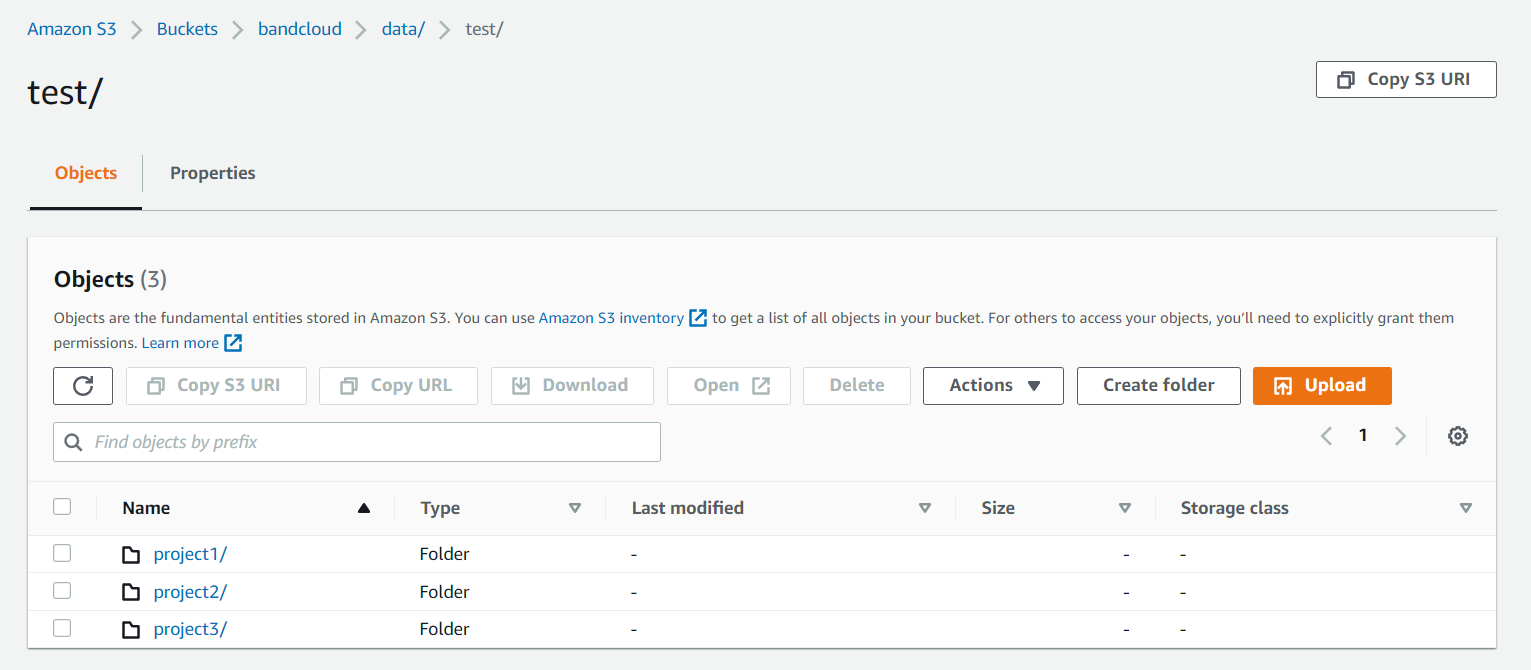 Amazon S3 > Buckets > bandcloud > data/ > test/
test/
Copy S3 URI
Objects
Properties
Objects (3)
Objects are the fundamental entities stored in Amazon S3. You can use Amazon S3 inventory to get a list of all objects in your bucket. For others to access your objects, you’ll need to explicitly grant them
permissions. Learn more
Copy S3 URI Copy URL Download Open Delete Actions Create folder Upload
Find objects by prefix
1
Name Type Last modified Size Storage class
project1/ Folder - - -
project2/ Folder - - -
project3/ Folder - - -